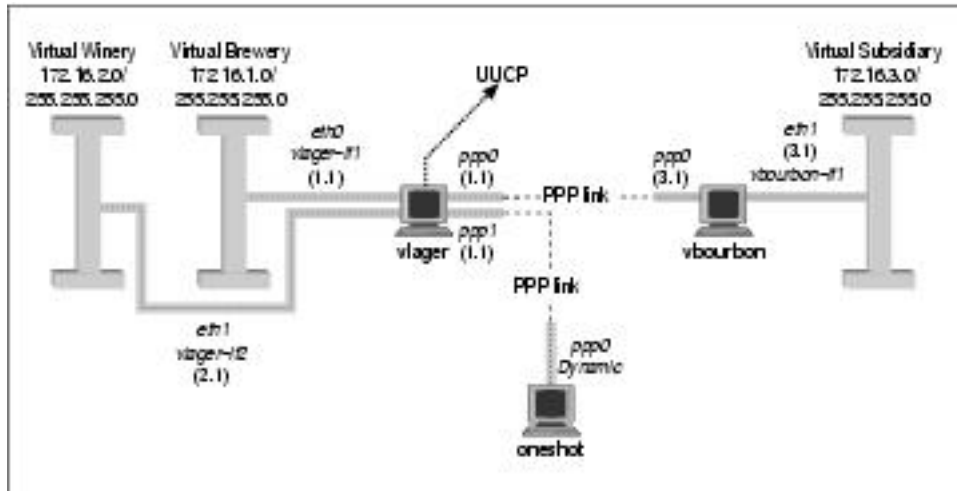 Virtual Winery
172.16.2.0/
255.255.255.0
Virtual Brewery
172.16.1.0/
255.255.255.0
UUCP
Virtual Subsidiary
172.16.3.0/
255.255.255.0
eth0
vlager-if1
(1.1)
ppp0
(1.1)
PPP link
ppp0
(3.1)
eth1
(3.1)
vbourbon-if1
vlager
ppp1
(1.1)
vbourbon
PPP link
eth1
vlager-if2
(2.1)
ppp0
Dynamic
oneshot